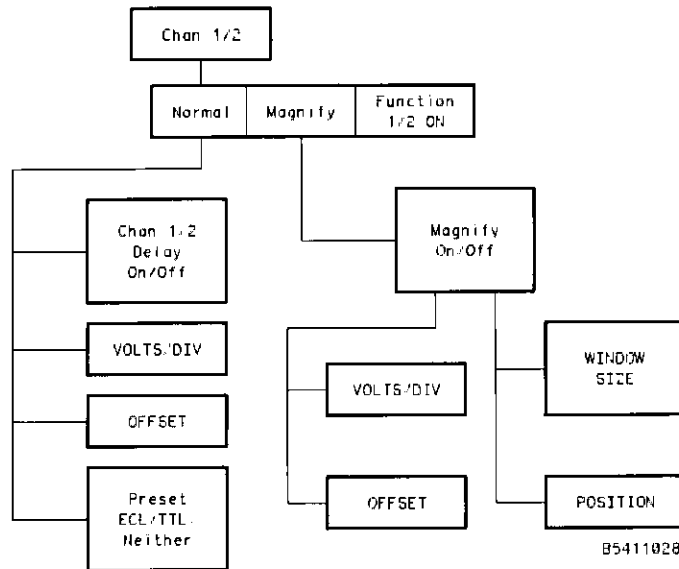 Chan 1/2
Normal
Magnify
Function
1/2 ON
Chan 1/2
Delay
On/Off
VOLTS/DIV
OFFSET
Preset
ECL/TTL/
Neither
Magnify
On/Off
VOLTS/DIV
OFFSET
WINDOW
SIZE
POSITION
B5411028